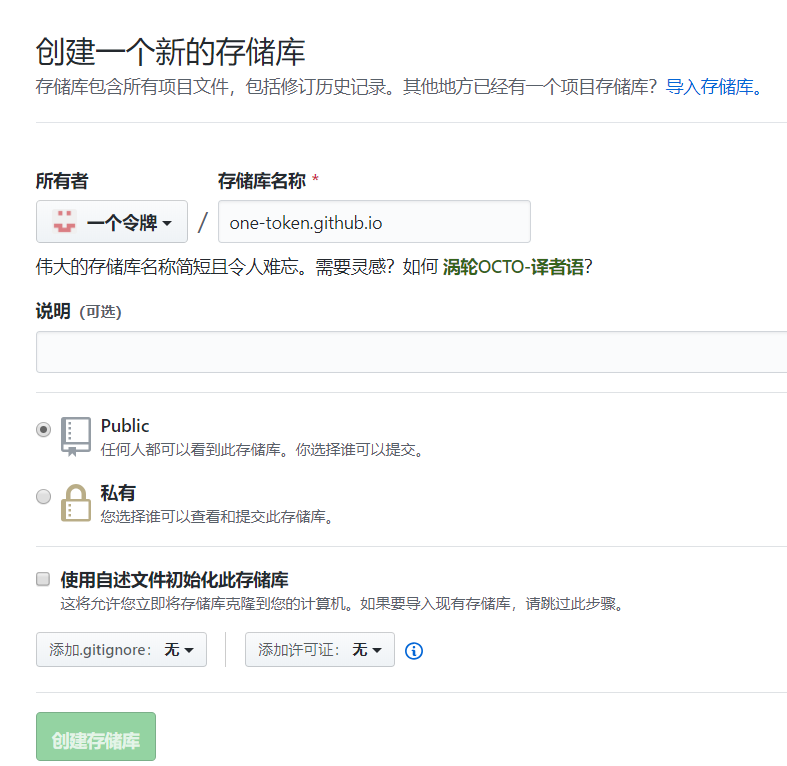 创建一个新的存储库
存储库包含所有项目文件，包括修订历史记录。其他地方已经有一个项目存储库？导入存储库。
所有者 存储库名称 *
一个令牌 / one-token.github.io
伟大的存储库名称简短且令人难忘。需要灵感？如何 涡轮OCTO-译者语？
说明 (可选)
Public
任何人都可以看到此存储库。你选择谁可以提交。
私有
您选择谁可以查看和提交此存储库。
使用自述文件初始化此存储库
这将允许您立即将存储库克隆到您的计算机。如果要导入现有存储库，请跳过此步骤。
添加.gitignore： 无 添加许可证： 无
创建存储库